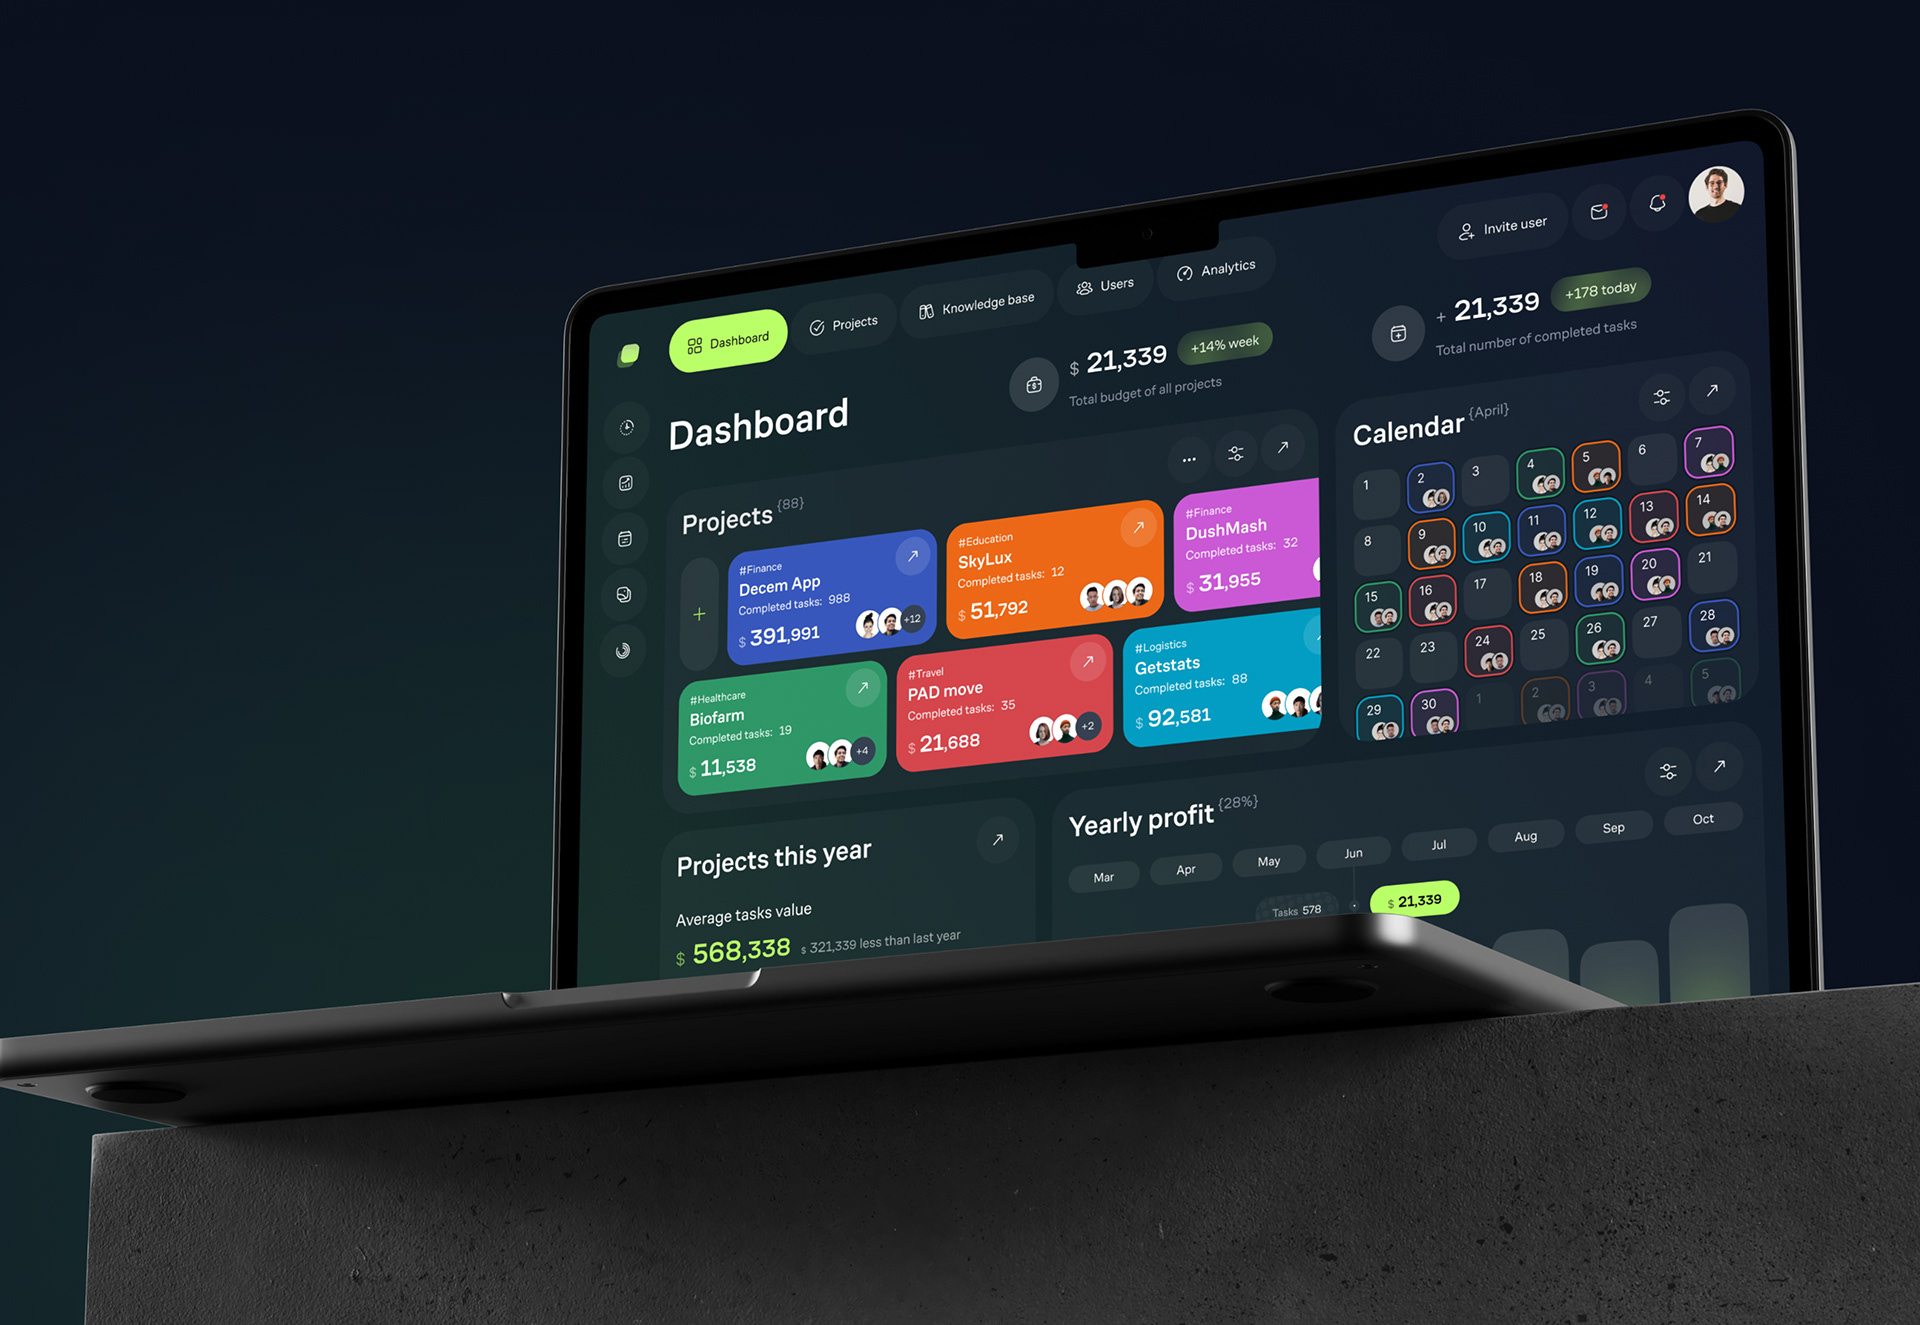 Invite user
Dashboard
Projects
Knowledge base
Users
Analytics
$ 21,339
+14% week
Total budget of all projects
+ 21,339
+178 today
Total number of completed tasks
Dashboard
Projects {88}
+
#Finance
Decem App
Completed tasks: 988
$ 391,991
+12
#Education
SkyLux
Completed tasks: 12
$ 51,792
#Finance
DushMash
Completed tasks: 32
$ 31,955
#Healthcare
Biofarm
Completed tasks: 19
$ 11,538
+4
#Travel
PAD move
Completed tasks: 35
$ 21,688
+2
#Logistics
Getstats
Completed tasks: 88
$ 92,581
Calendar {April}
1 2 3 4 5 6 7
8 9 10 11 12 13 14
15 16 17 18 19 20 21
22 23 24 25 26 27 28
29 30 1 2 3 4 5
Projects this year
Average tasks value
$ 568,338
$ 321,339 less than last year
Yearly profit {28%}
Mar Apr May Jun Jul Aug Sep Oct
Tasks 578
$ 21,339